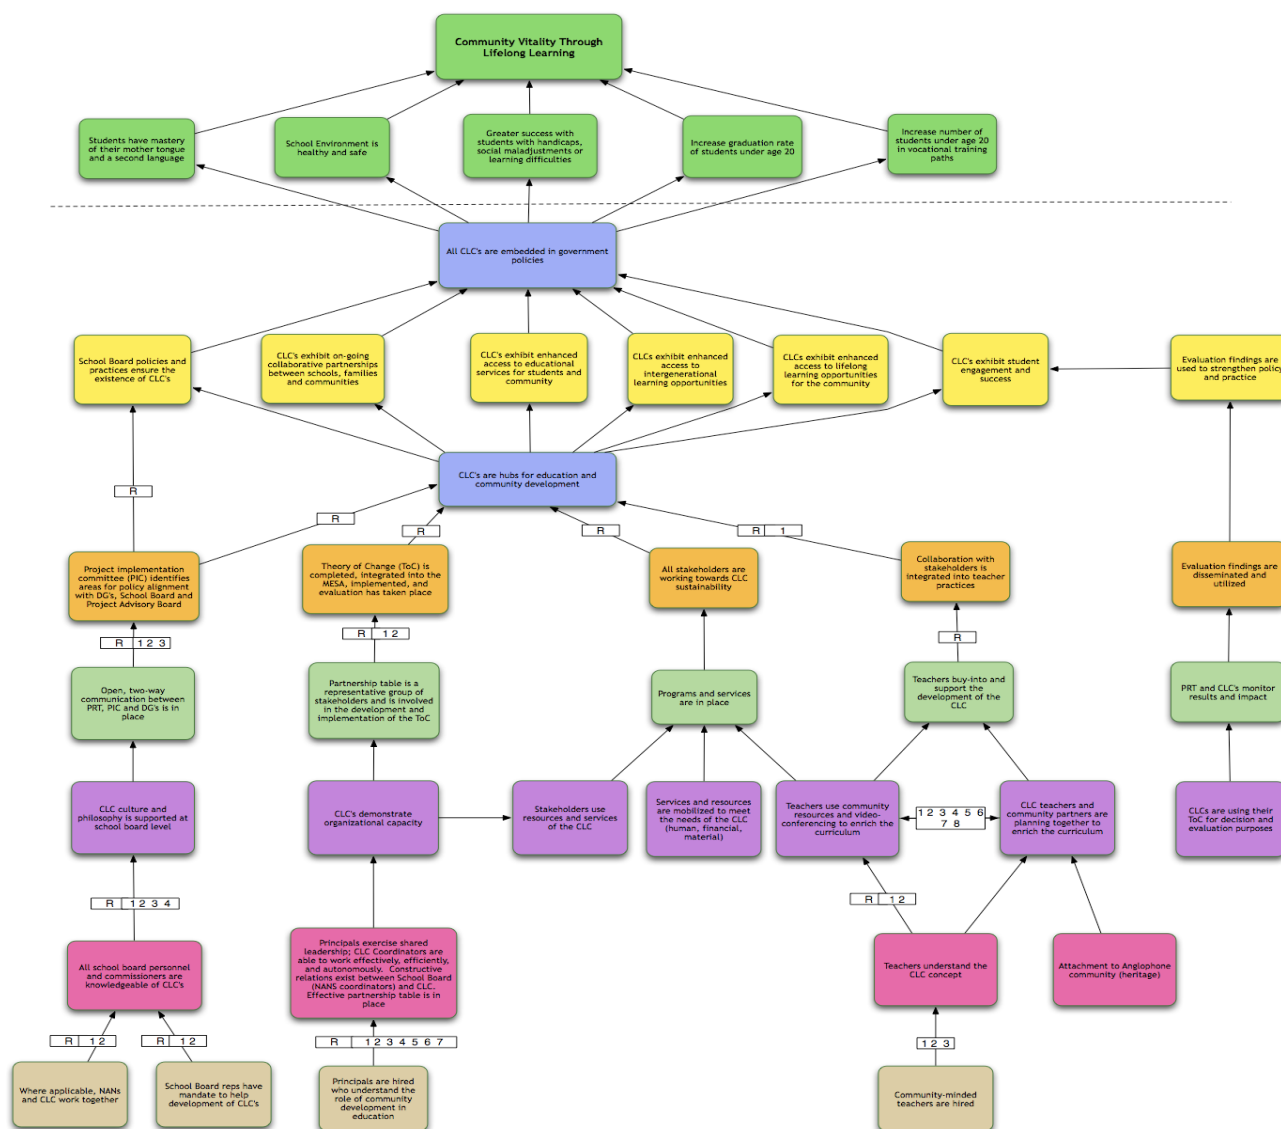 Community Vitality Through
Lifelong Learning
Students have mastery
of their mother tongue
and a second language
School Environment is
healthy and safe
Greater success with
students with handicaps,
social maladjustments or
learning difficulties
Increase graduation rate
of students under age 20
Increase number of
students under age 20
in vocational training
paths
All CLC's are embedded in government
policies
School Board policies and
practices ensure the
existence of CLC's
CLC's exhibit on-going
collaborative partnerships
between schools, families
and communities
CLC's exhibit enhanced
access to educational
services for students and
community
CLCs exhibit enhanced
access to
intergenerational
learning opportunities
CLCs exhibit enhanced
access to lifelong
learning opportunities
for the community
CLC's exhibit student
engagement and
success
Evaluation findings are
used to strengthen policy
and practice
CLC's are hubs for education and
community development
R
R
R
R
R 1
Project implementation
committee (PIC) identifies
areas for policy alignment
with DG's, School Board and
Project Advisory Board
Theory of Change (ToC) is
completed, integrated into the
MESA, implemented, and
evaluation has taken place
All stakeholders are
working towards CLC
sustainability
Collaboration with
stakeholders is
integrated into teacher
practices
Evaluation findings are
disseminated and
utilized
R 1 2 3
R 1 2
R
Open, two-way
communication between
PRT, PIC and DG's is in
place
Partnership table is a
representative group of
stakeholders and is involved
in the development and
implementation of the ToC
Programs and services
are in place
Teachers buy-into and
support the
development of the
CLC
PRT and CLC's monitor
results and impact
CLC culture and
philosophy is supported at
school board level
CLC's demonstrate
organizational capacity
Stakeholders use
resources and services
of the CLC
Services and resources
are mobilized to meet
the needs of the CLC
(human, financial,
material)
Teachers use community
resources and video-
conferencing to enrich the
curriculum
1 2 3 4 5 6
7 8
CLC teachers and
community partners are
planning together to
enrich the curriculum
CLCs are using their
ToC for decision and
evaluation purposes
R 1 2 3 4
R 1 2
All school board personnel
and commissioners are
knowledgeable of CLC's
Principals exercise shared
leadership; CLC Coordinators are
able to work effectively, efficiently,
and autonomously. Constructive
relations exist between School Board
(NANS coordinators) and CLC.
Effective partnership table is in
place
Teachers understand the
CLC concept
Attachment to Anglophone
community (heritage)
R 1 2
R 1 2
R 1 2 3 4 5 6 7
1 2 3
Where applicable, NANs
and CLC work together
School Board reps have
mandate to help
development of CLC's
Principals are hired
who understand the
role of community
development in
education
Community-minded
teachers are hired